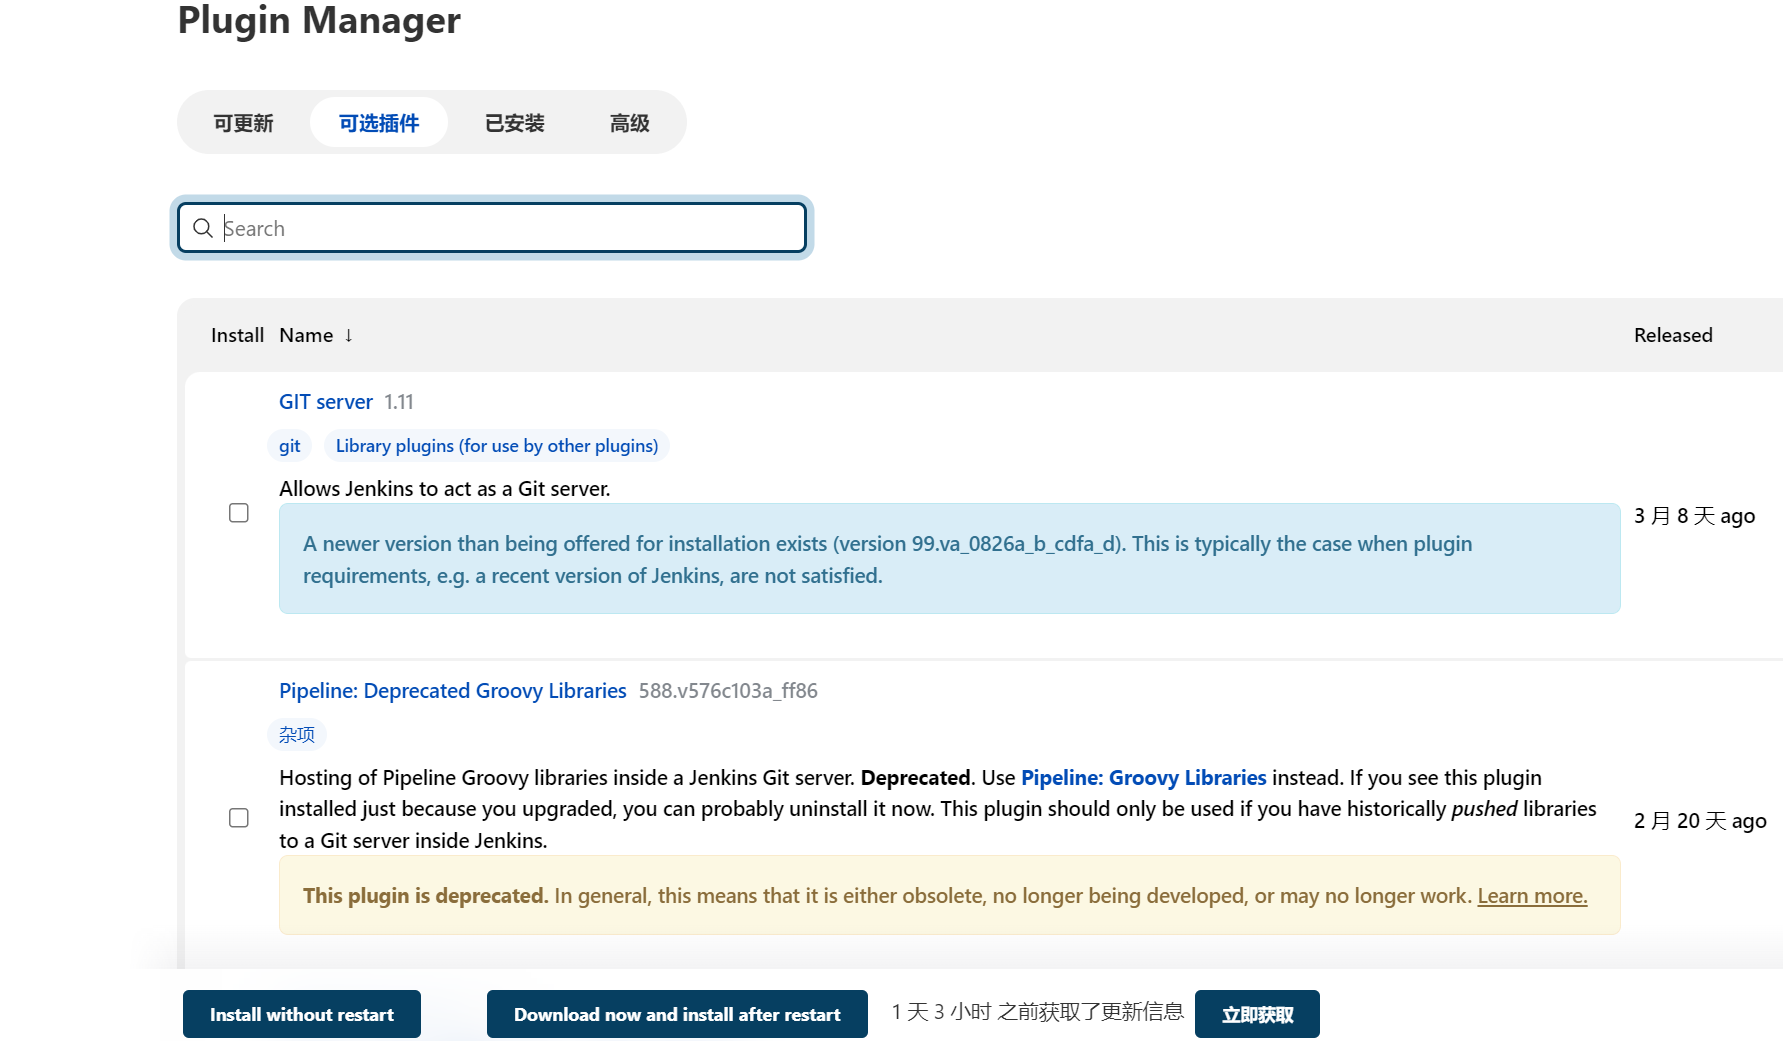 Plugin Manager
可更新 可选插件 已安装 高级
Search
Install Name ↓ Released
GIT server 1.11
git Library plugins (for use by other plugins)
Allows Jenkins to act as a Git server.
A newer version than being offered for installation exists (version 99.va_0826a_b_cdfa_d). This is typically the case when plugin
requirements, e.g. a recent version of Jenkins, are not satisfied.
3 月 8 天 ago
Pipeline: Deprecated Groovy Libraries 588.v576c103a_ff86
杂项
Hosting of Pipeline Groovy libraries inside a Jenkins Git server. Deprecated. Use Pipeline: Groovy Libraries instead. If you see this plugin
installed just because you upgraded, you can probably uninstall it now. This plugin should only be used if you have historically pushed libraries
to a Git server inside Jenkins.
2 月 20 天 ago
This plugin is deprecated. In general, this means that it is either obsolete, no longer being developed, or may no longer work. Learn more.
Install without restart Download now and install after restart 1 天 3 小时 之前获取了更新信息 立即获取